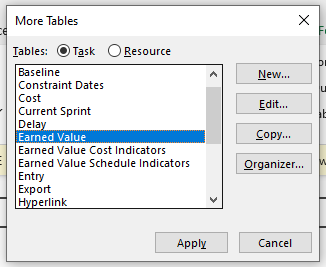 More Tables
Tables: Task Resource
Baseline
Constraint Dates
Cost
Current Sprint
Delay
Earned Value
Earned Value Cost Indicators
Earned Value Schedule Indicators
Entry
Export
Hyperlink
New...
Edit...
Copy...
Organizer...
Apply Cancel